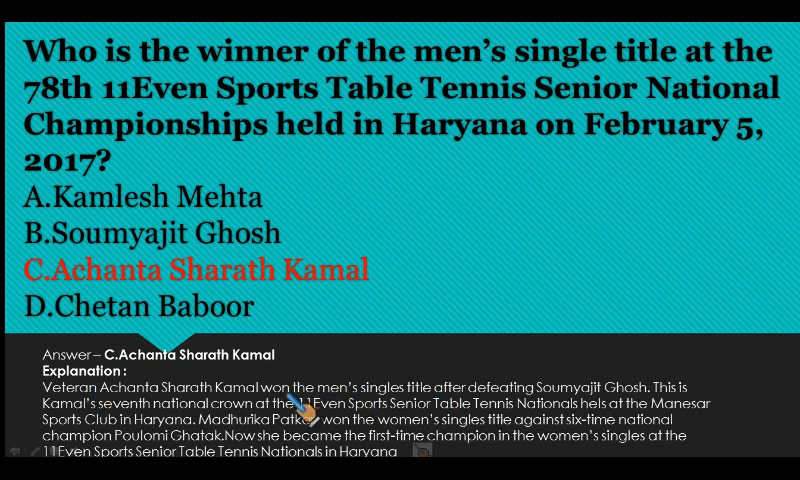 Who is the winner of the men's single title at the
78th 11Even Sports Table Tennis Senior National
Championships held in Haryana on February 5,
2017?
A.Kamlesh Mehta
B.Soumyajit Ghosh
C.Achanta Sharath Kamal
D.Chetan Baboor
Answer – C.Achanta Sharath Kamal
Explanation :
Veteran Achanta Sharath Kamal won the men's singles title after defeating Soumyajit Ghosh. This is
Kamal's seventh national crown at the 11Even Sports Senior Table Tennis Nationals hels at the Manesar
Sports Club in Haryana. Madhurika won the women's singles title against six-time national
champion Poulomi Ghatak.Now she became the first-time champion in the women's singles at the
11Even Sports Senior Table Tennis Nationals in Haryana